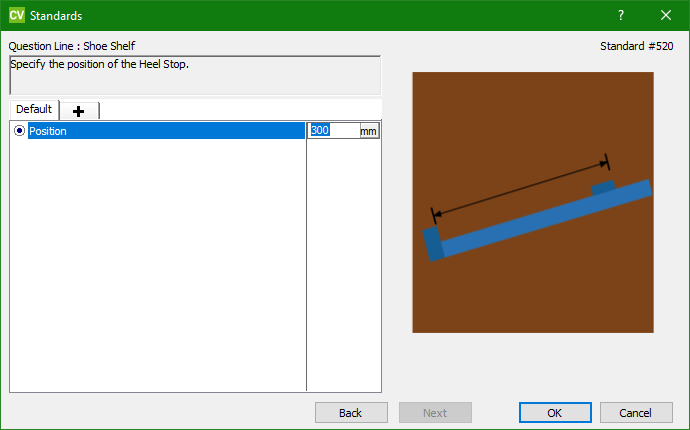 CV Standards ?
Question Line : Shoe Shelf Standard #520
Specify the position of the Heel Stop.
Default +
Position 300 mm
Back Next OK Cancel